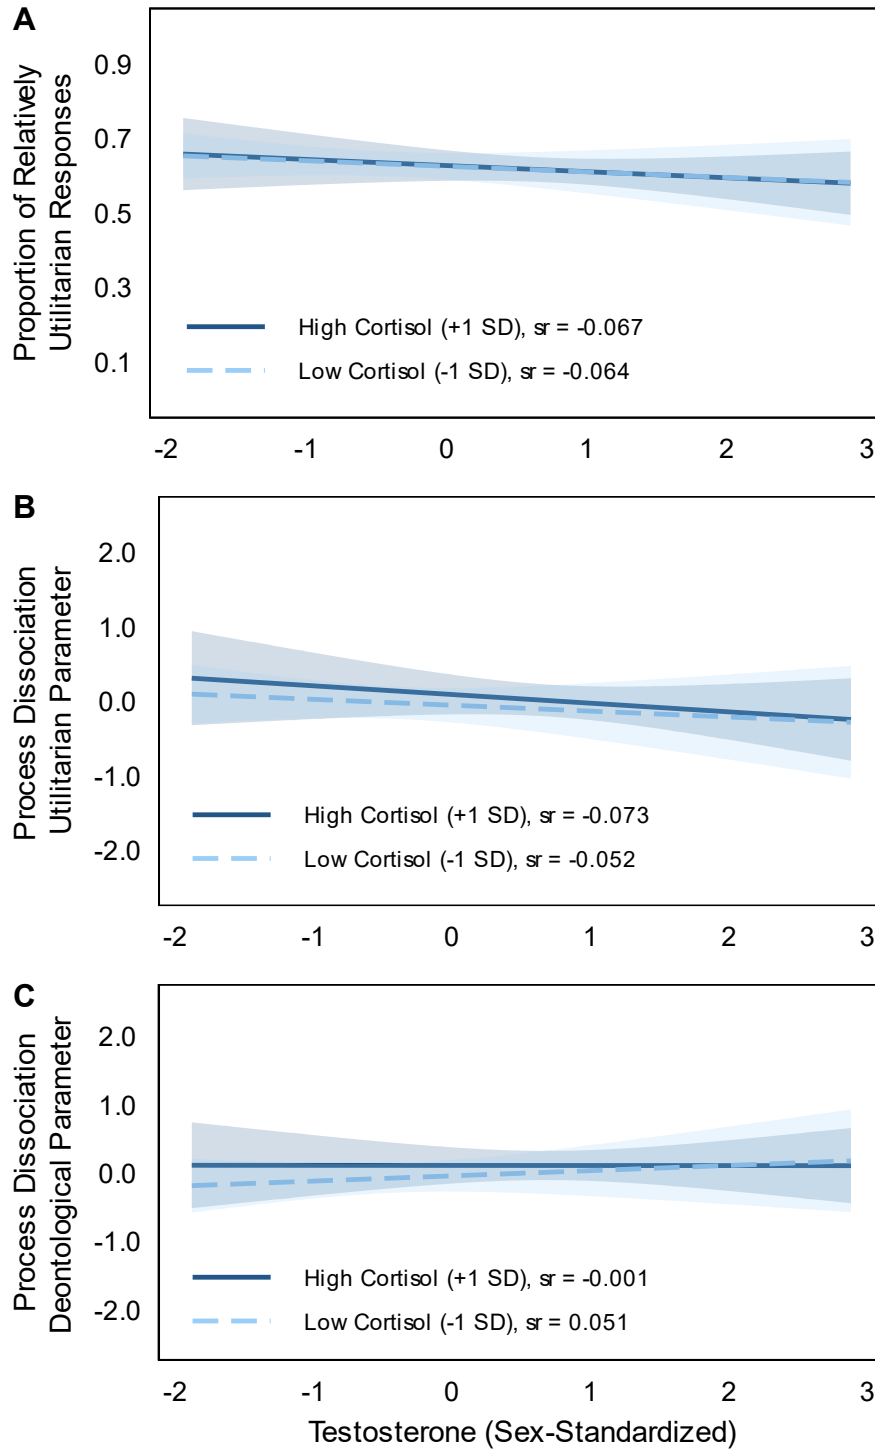 A
Proportion of Relatively
Utilitarian Responses
0.9
0.7
0.5
0.3
0.1
High Cortisol (+1 SD), sr = -0.067
Low Cortisol (-1 SD), sr = -0.064
-2 -1 0 1 2 3
B
Process Dissociation
Utilitarian Parameter
2.0
1.0
0.0
-1.0
-2.0
High Cortisol (+1 SD), sr = -0.073
Low Cortisol (-1 SD), sr = -0.052
-2 -1 0 1 2 3
C
Process Dissociation
Deontological Parameter
2.0
1.0
0.0
-1.0
-2.0
High Cortisol (+1 SD), sr = -0.001
Low Cortisol (-1 SD), sr = 0.051
-2 -1 0 1 2 3
Testosterone (Sex-Standardized)